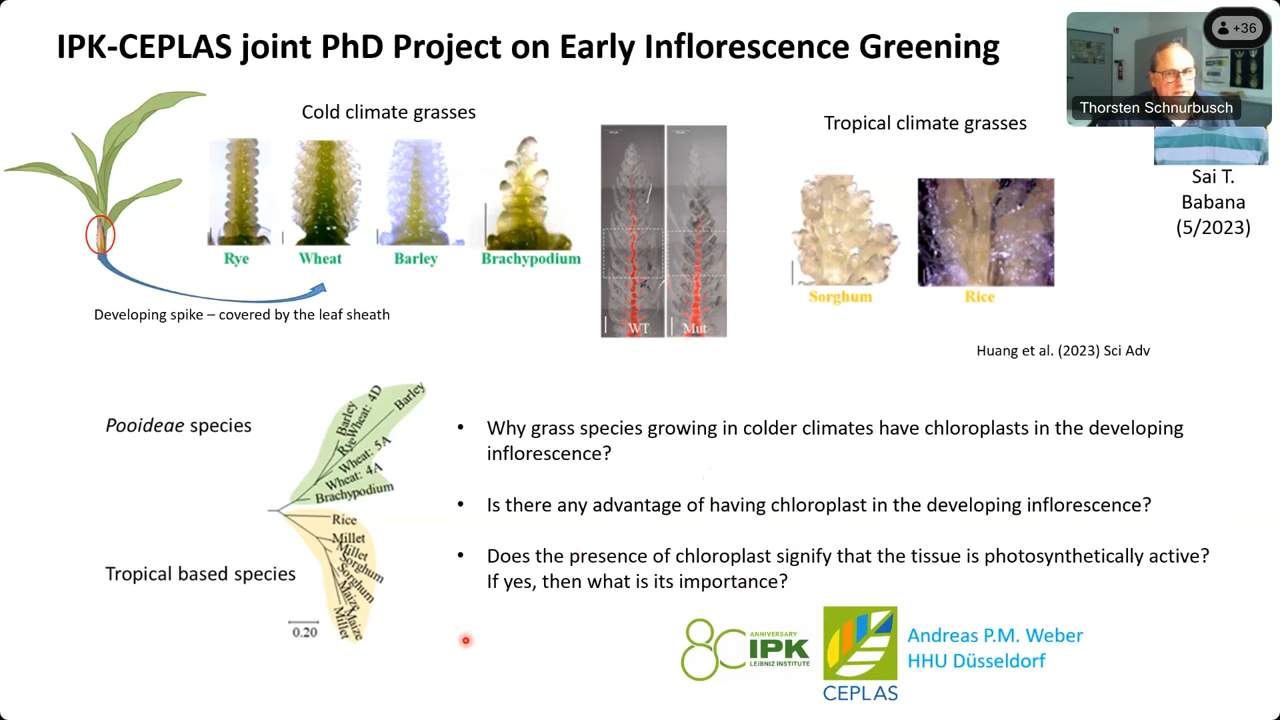 IPK-CEPLAS joint PhD Project on Early Inflorescence Greening
+36
Thorsten Schnurbusch
Cold climate grasses
Tropical climate grasses
Sai T.
Babana
(5/2023)
Rye
Wheat
Barley
Brachypodium
WT
Mut
Sorghum
Rice
Developing spike – covered by the leaf sheath
Huang et al. (2023) Sci Adv
Pooideae species
Barley
Rye
Wheat: 4D
Barley
Wheat: 5A
Wheat: 4A
Brachypodium
Rice
Millet
Millet
Sorghum
Sorghum
Maize
Maize
Millet
Tropical based species
0.20
• Why grass species growing in colder climates have chloroplasts in the developing
inflorescence?
• Is there any advantage of having chloroplast in the developing inflorescence?
• Does the presence of chloroplast signify that the tissue is photosynthetically active?
If yes, then what is its importance?
80
ANNIVERSARY
IPK
LEIBNIZ INSTITUTE
CEPLAS
Andreas P.M. Weber
HHU Düsseldorf